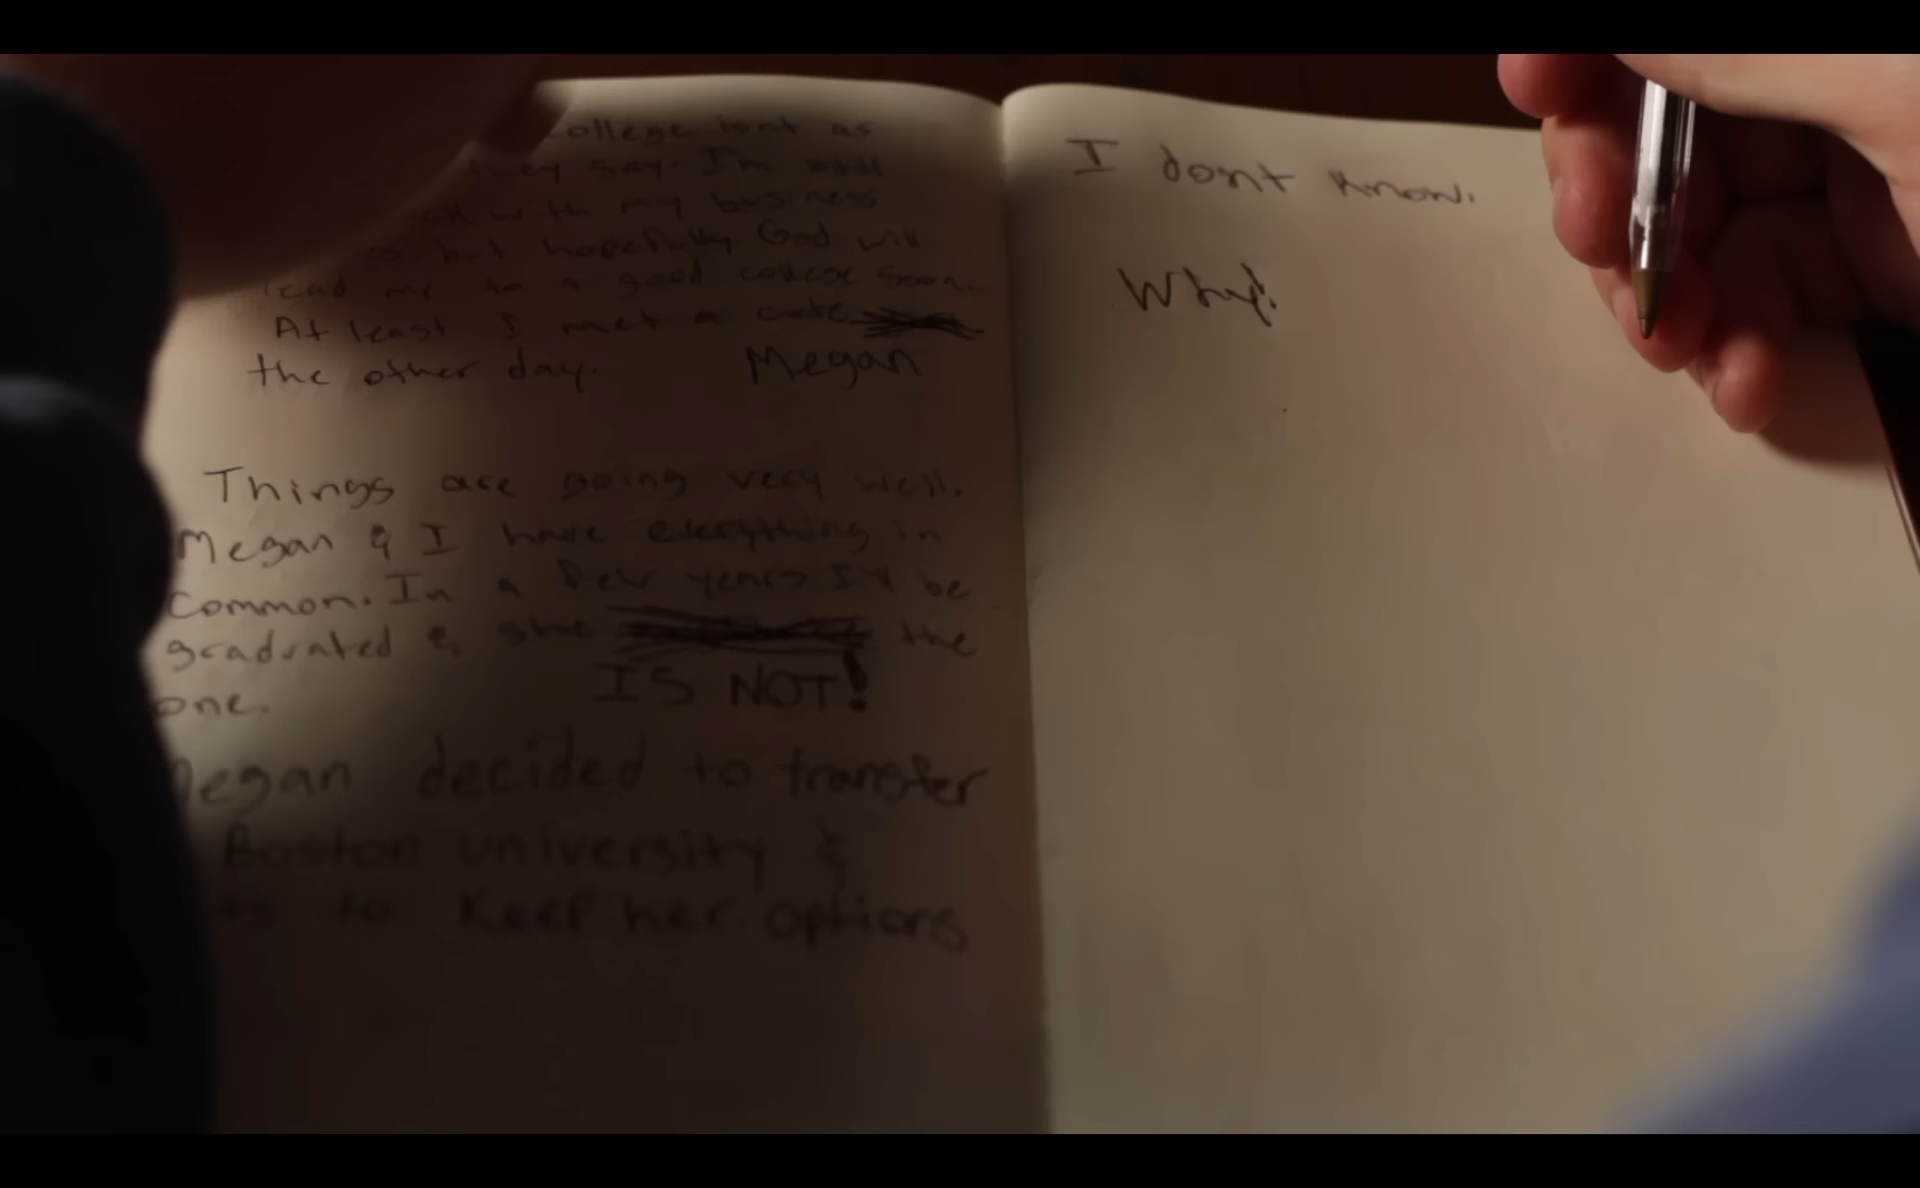 college isnt as
they say. I'm still
with my business
but hopefully God will
lead me to a good college soon.
At least I met a cute
the other day. Megan
Things are going very well.
Megan & I have everything in
common. In a few years I'll be
graduated & she the
one. IS NOT!
Megan decided to transfer
Boston university &
to keep her options
I dont know.
Why!